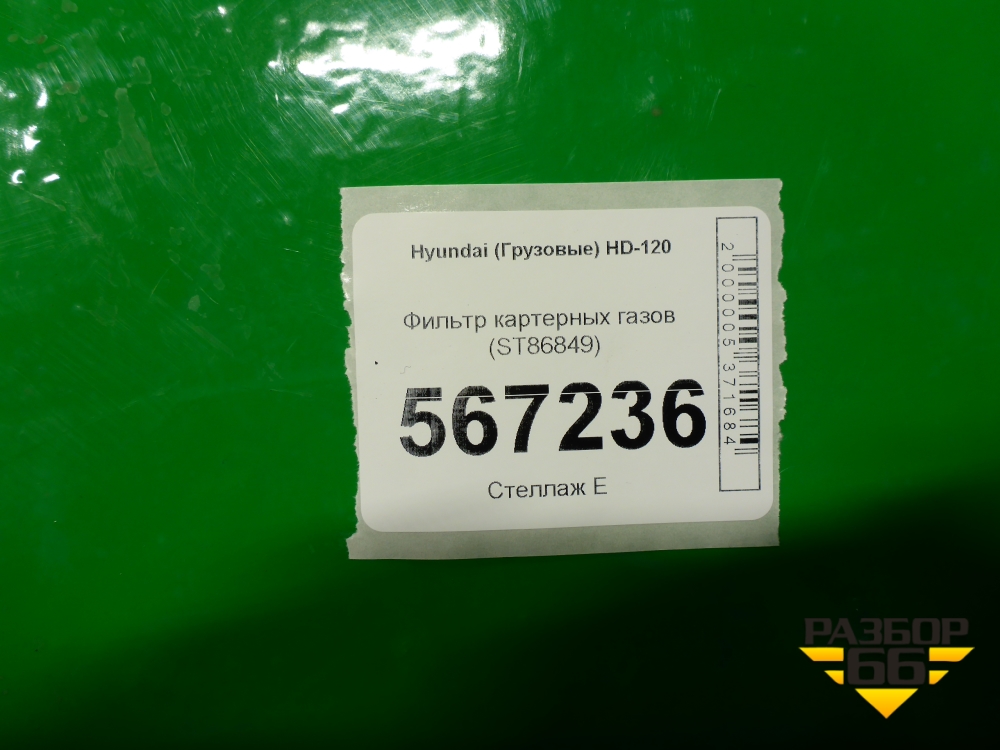 Hyundai (Грузовые) HD-120
Фильтр картерных газов
(ST86849)
567236
Стеллаж Е
2000005371684
РАЗБОР
66